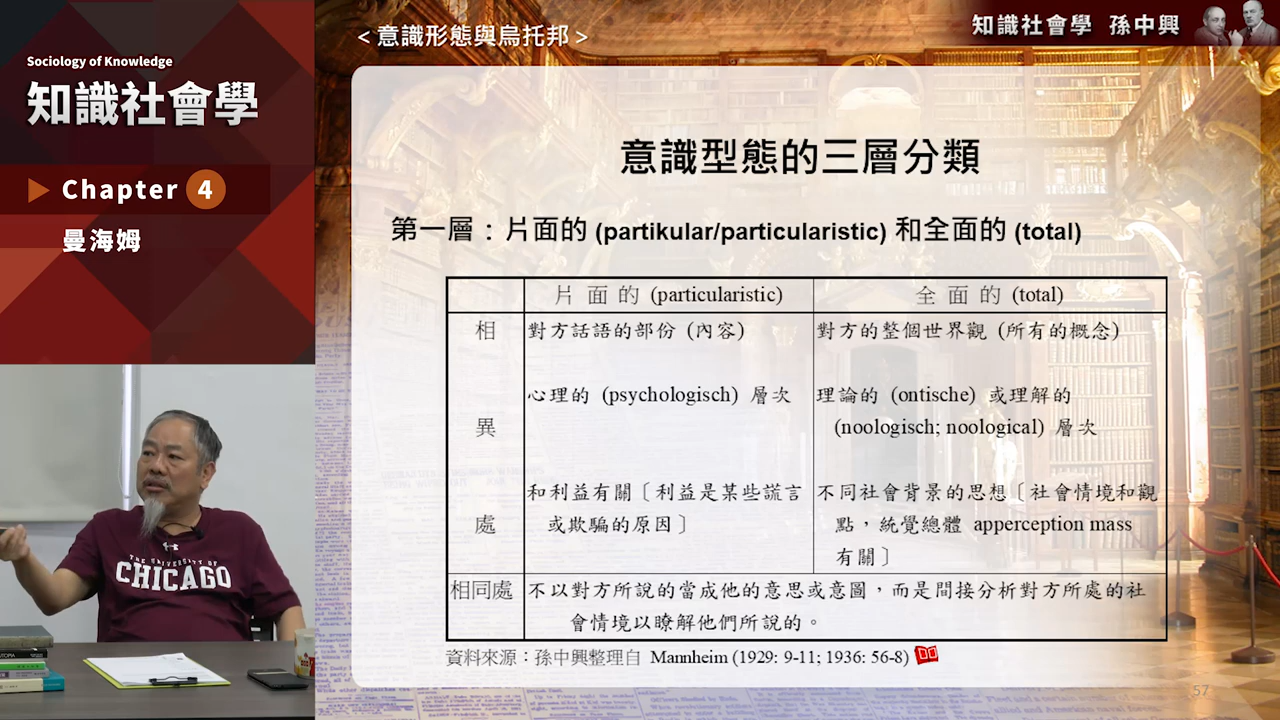 Sociology of Knowledge
知識社會學
Chapter 4
曼海姆
<意識形態與烏托邦>
知識社會學 孫中興
意識型態的三層分類
第一層：片面的 (partikular/particularistic) 和全面的 (total)
片面的 (particularistic)
全面的 (total)
相異處
對方話語的部份 (內容)
對方的整個世界觀 (所有的概念)
心理的 (psychologisch) 層次
理論的 (ontische) 或理解的
(noologisch; noological) 層次
和利益有關〔利益是某些謊言
或欺騙的原因〕
不同社會背景的思想〔社會情境和觀
點，統覺總體 apperception mass
有關〕
相同處
不以對方所說的當成他的意思或意圖，而是間接分析對方所處的社
會情境以瞭解他們所說的。
資料來源：孫中興整理自 Mannheim (1929: 9-11; 1936: 56-8)
57
THE UNIVERSITY OF
CHICAGO